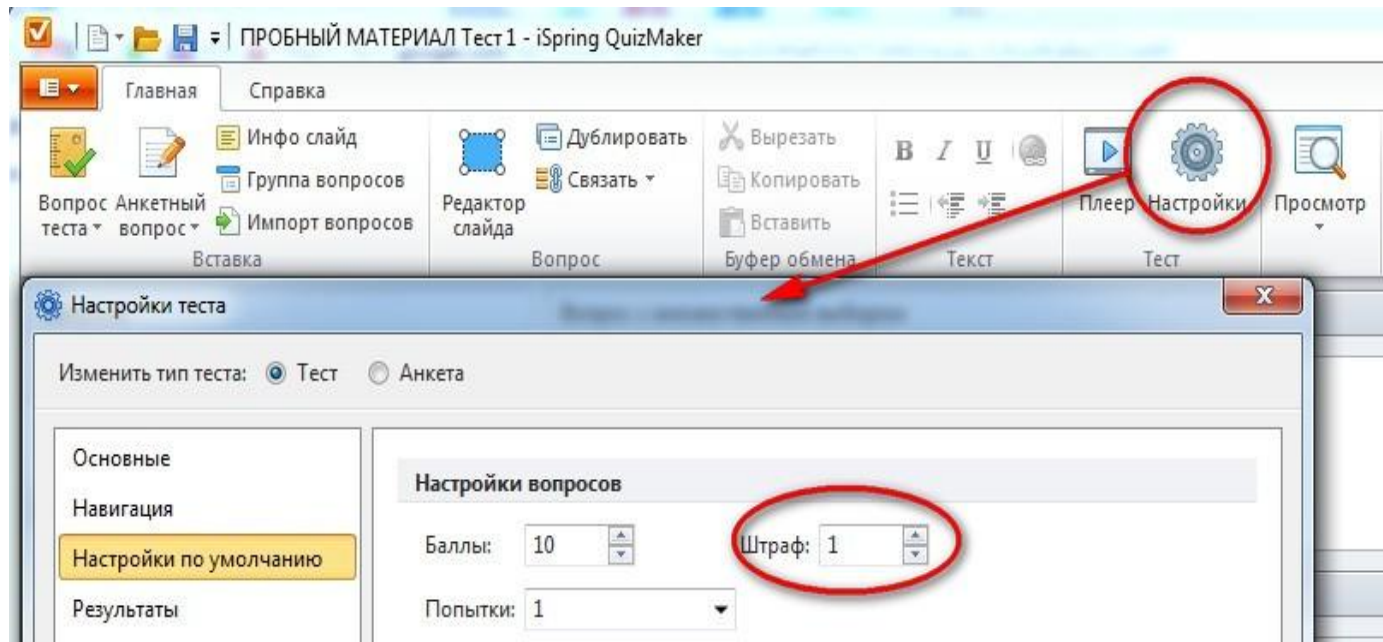 ПРОБНЫЙ МАТЕРИАЛ Тест 1 - iSpring QuizMaker
Главная Справка
Инфо слайд Дублировать Вырезать B I U
Группа вопросов Связать Копировать
Вопрос теста Анкетный вопрос Импорт вопросов Редактор слайда Вставить Плеер Настройки Просмотр
Вставка Вопрос Буфер обмена Текст Тест
Настройки теста
Изменить тип теста: Тест Анкета
Основные
Настройки вопросов
Навигация
Баллы: 10 Штраф: 1
Настройки по умолчанию
Результаты Попытки: 1